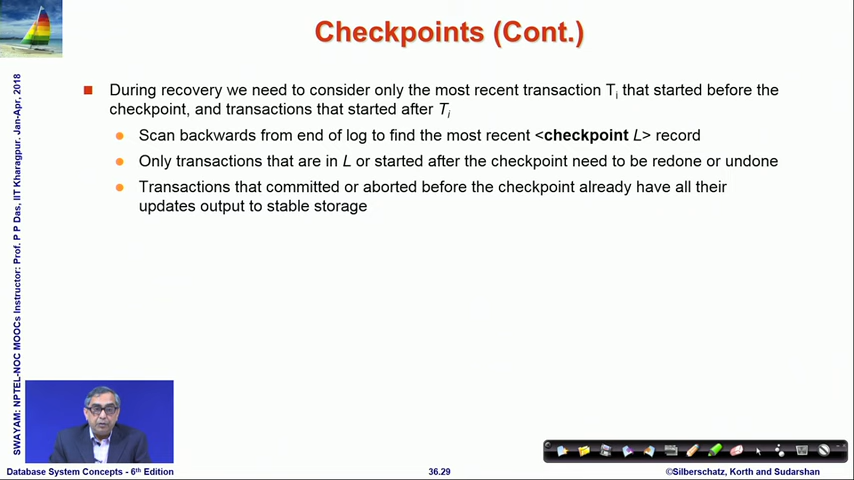 Checkpoints (Cont.)
During recovery we need to consider only the most recent transaction Ti that started before the
checkpoint, and transactions that started after Ti
Scan backwards from end of log to find the most recent <checkpoint L> record
Only transactions that are in L or started after the checkpoint need to be redone or undone
Transactions that committed or aborted before the checkpoint already have all their
updates output to stable storage
SWAYAM: NPTEL-NOC MOOCs Instructor: Prof. P P Das, IIT Kharagpur. Jan-Apr, 2018
Database System Concepts - 6th Edition
36.29
©Silberschatz, Korth and Sudarshan